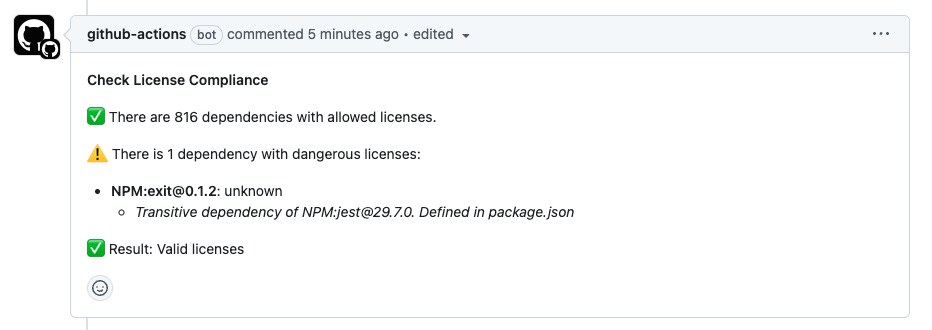 github-actions bot commented 5 minutes ago • edited
Check License Compliance
✅ There are 816 dependencies with allowed licenses.
⚠️ There is 1 dependency with dangerous licenses:
• NPM:exit@0.1.2: unknown
◦ Transitive dependency of NPM:jest@29.7.0. Defined in package.json
✅ Result: Valid licenses